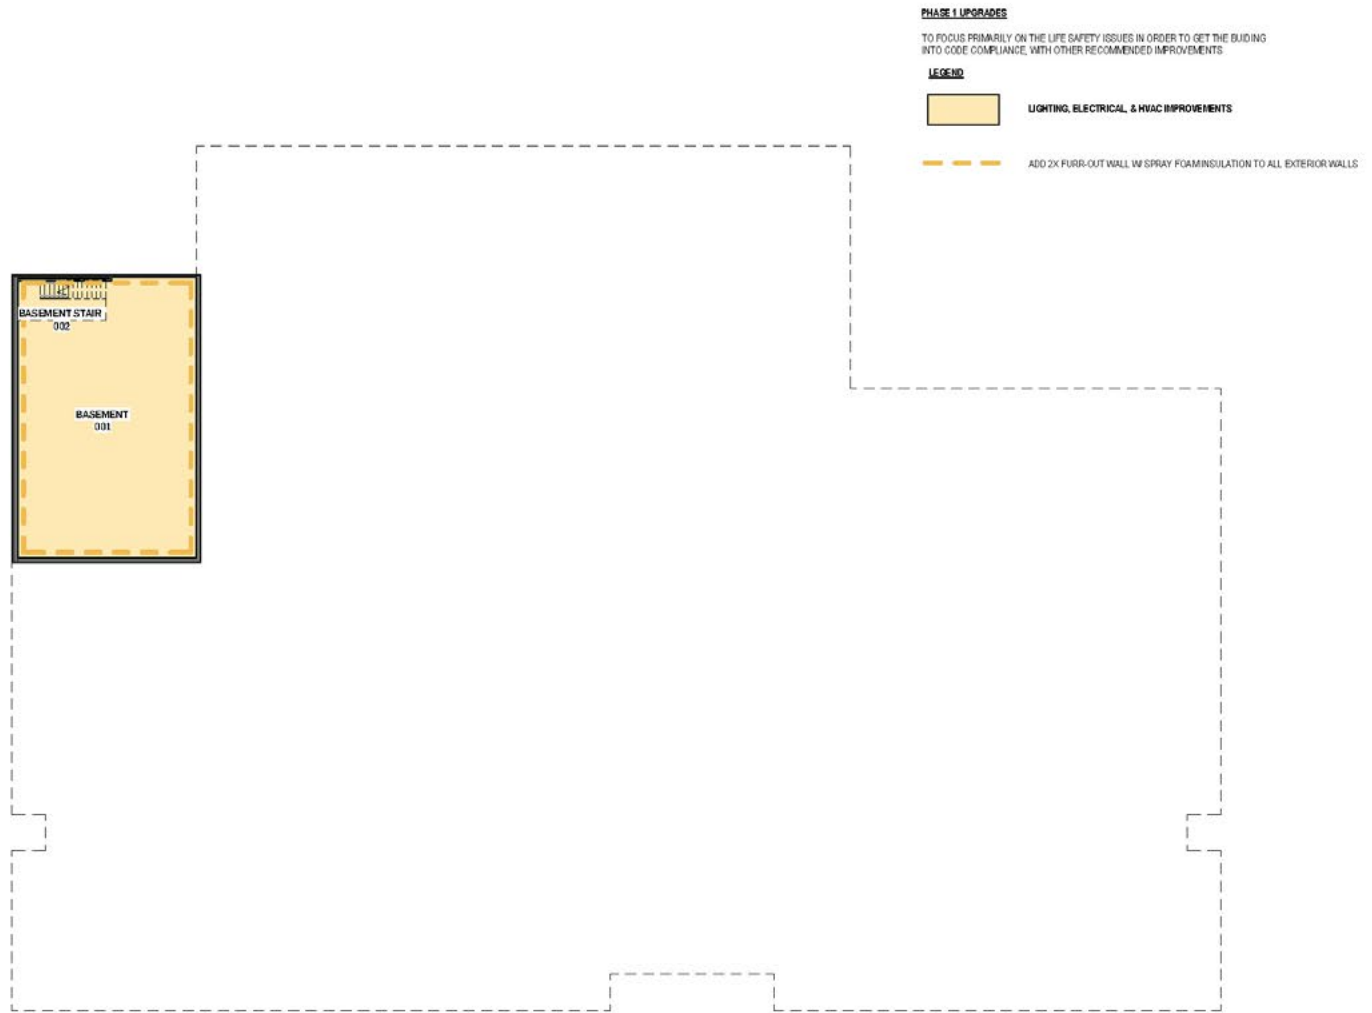 PHASE 1 UPGRADES
TO FOCUS PRIMARILY ON THE LIFE SAFETY ISSUES IN ORDER TO GET THE BUIDING
INTO CODE COMPLIANCE, WITH OTHER RECOMMENDED IMPROVEMENTS
LEGEND
LIGHTING, ELECTRICAL, & HVAC IMPROVEMENTS
ADD 2X FURR-OUT WALL W/ SPRAY FOAM INSULATION TO ALL EXTERIOR WALLS
BASEMENT STAIR
002
BASEMENT
001